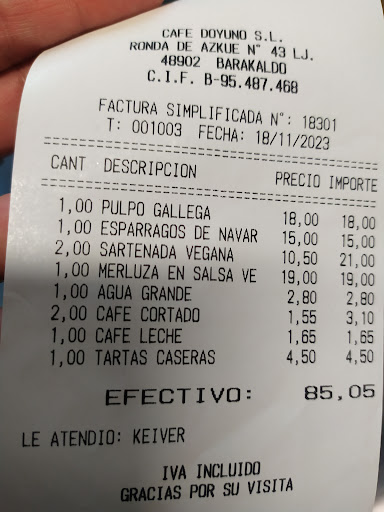 CAFE DOYUNO S.L.
RONDA DE AZKUE N° 43 LJ.
48902 BARAKALDO
C.I.F. B-95.487.468
FACTURA SIMPLIFICADA N°: 18301
T: 001003 FECHA: 18/11/2023
CANT DESCRIPCION PRECIO IMPORTE
1,00 PULPO GALLEGA 18,00 18,00
1,00 ESPARRAGOS DE NAVAR 15,00 15,00
2,00 SARTENADA VEGANA 10,50 21,00
1,00 MERLUZA EN SALSA VE 19,00 19,00
1,00 AGUA GRANDE 2,80 2,80
2,00 CAFE CORTADO 1,55 3,10
1,00 CAFE LECHE 1,65 1,65
1,00 TARTAS CASERAS 4,50 4,50
EFECTIVO: 85,05
LE ATENDIO: KEIVER
IVA INCLUIDO
GRACIAS POR SU VISITA